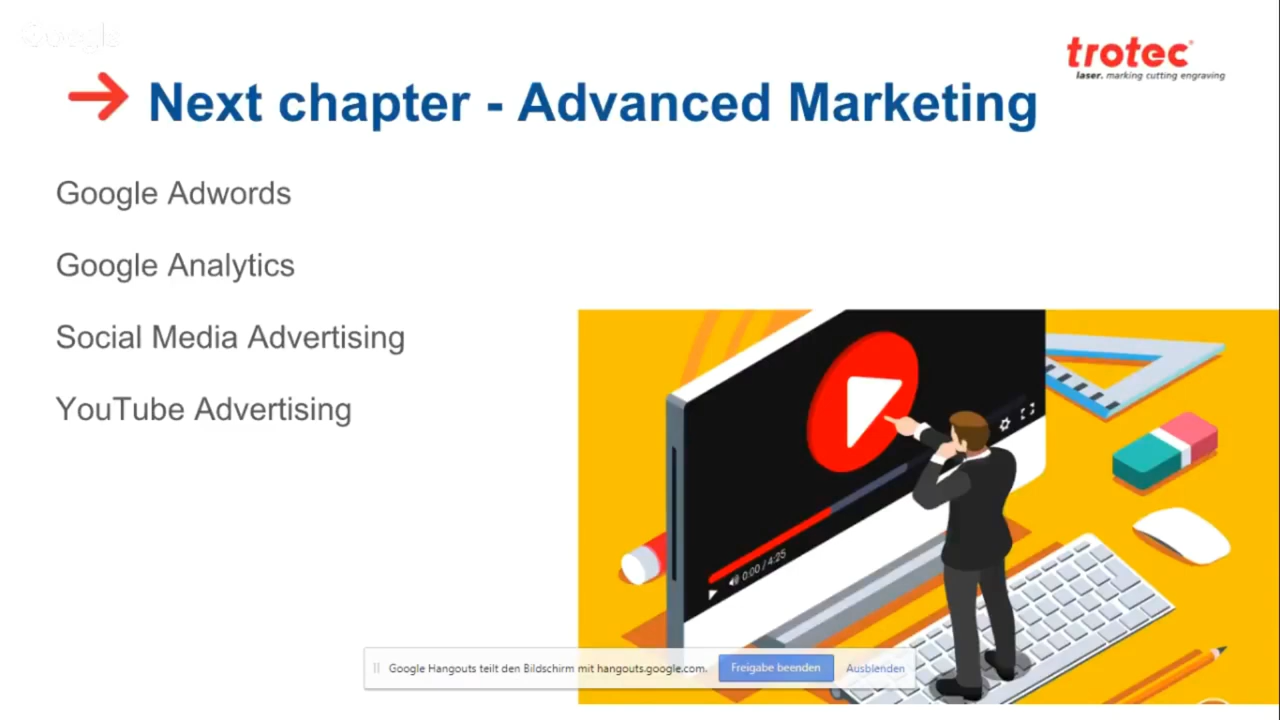 Google
trotec
laser. marking cutting engraving
Next chapter - Advanced Marketing
Google Adwords
Google Analytics
Social Media Advertising
YouTube Advertising
0:00 / 4:25
Google Hangouts teilt den Bildschirm mit hangouts.google.com. Freigabe beenden Ausblenden